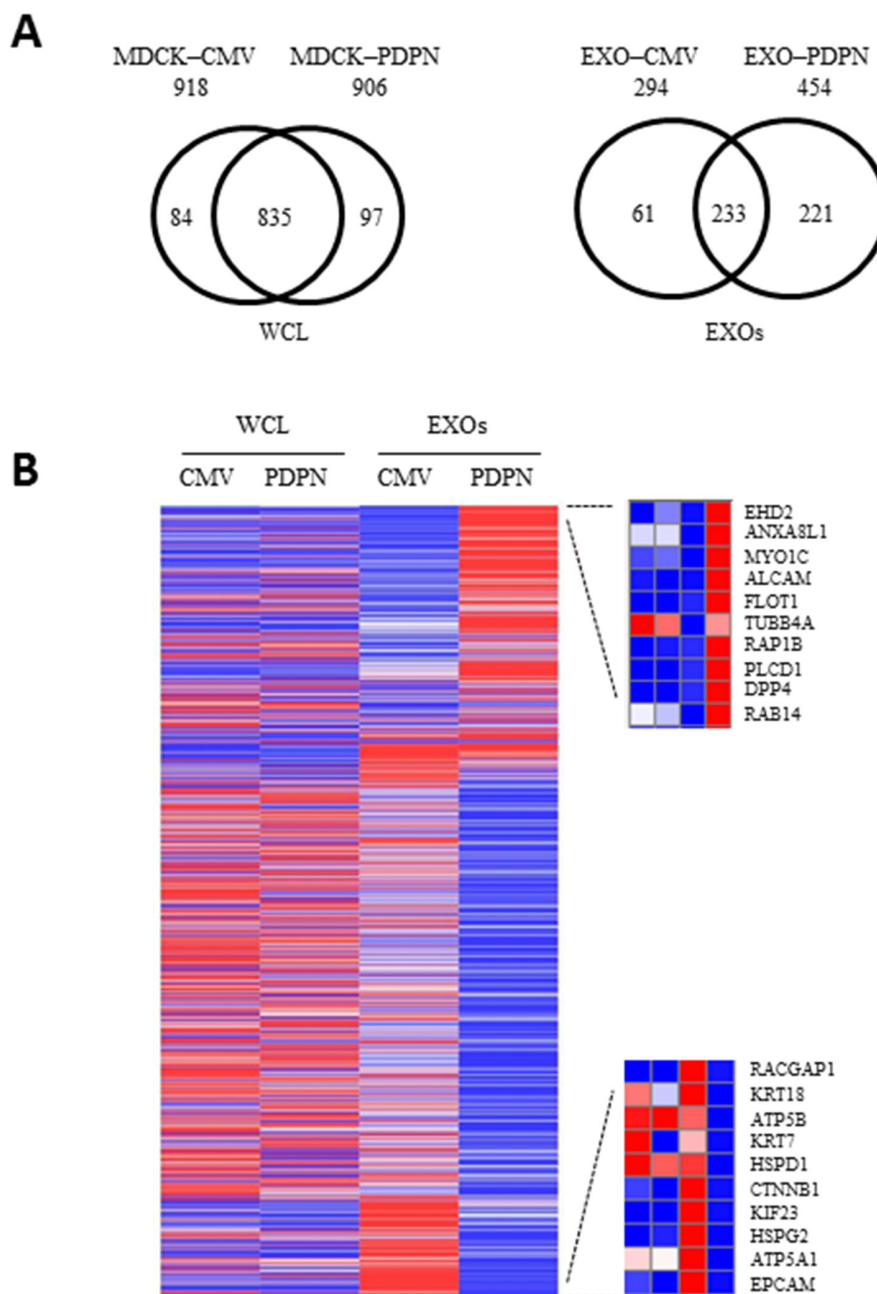 A
MDCK–CMV MDCK–PDPN EXO–CMV EXO–PDPN
918 906 294 454
84 835 97 61 233 221
WCL EXOs
B
WCL EXOs
CMV PDPN CMV PDPN
EHD2
ANXA8L1
MYO1C
ALCAM
FLOT1
TUBB4A
RAP1B
PLCD1
DPP4
RAB14
RACGAP1
KRT18
ATP5B
KRT7
HSPD1
CTNNB1
KIF23
HSPG2
ATP5A1
EPCAM